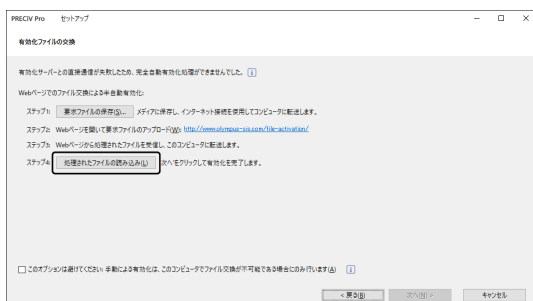 PRECiV Pro セットアップ
有効化ファイルの交換
有効化サーバーとの直接通信が失敗したため、完全自動有効化処理ができませんでした。 i
Webページでのファイル交換による半自動有効化:
ステップ1: 要求ファイルの保存(S)... メディアに保存し、インターネット接続を使用してコンピュータに転送します。
ステップ2: Webページを開いて要求ファイルのアップロード(W): http://www.olympus-sis.com/file-activation/
ステップ3: Webページから処理されたファイルを受信し、このコンピュータに転送します。
ステップ4: 処理されたファイルの読み込み(L) 次へ'をクリックして有効化を完了します。
このオプションは避けてください: 手動による有効化は、このコンピュータでファイル交換が不可能である場合にのみ行います(A) i
< 戻る(B) 次へ(N) > キャンセル